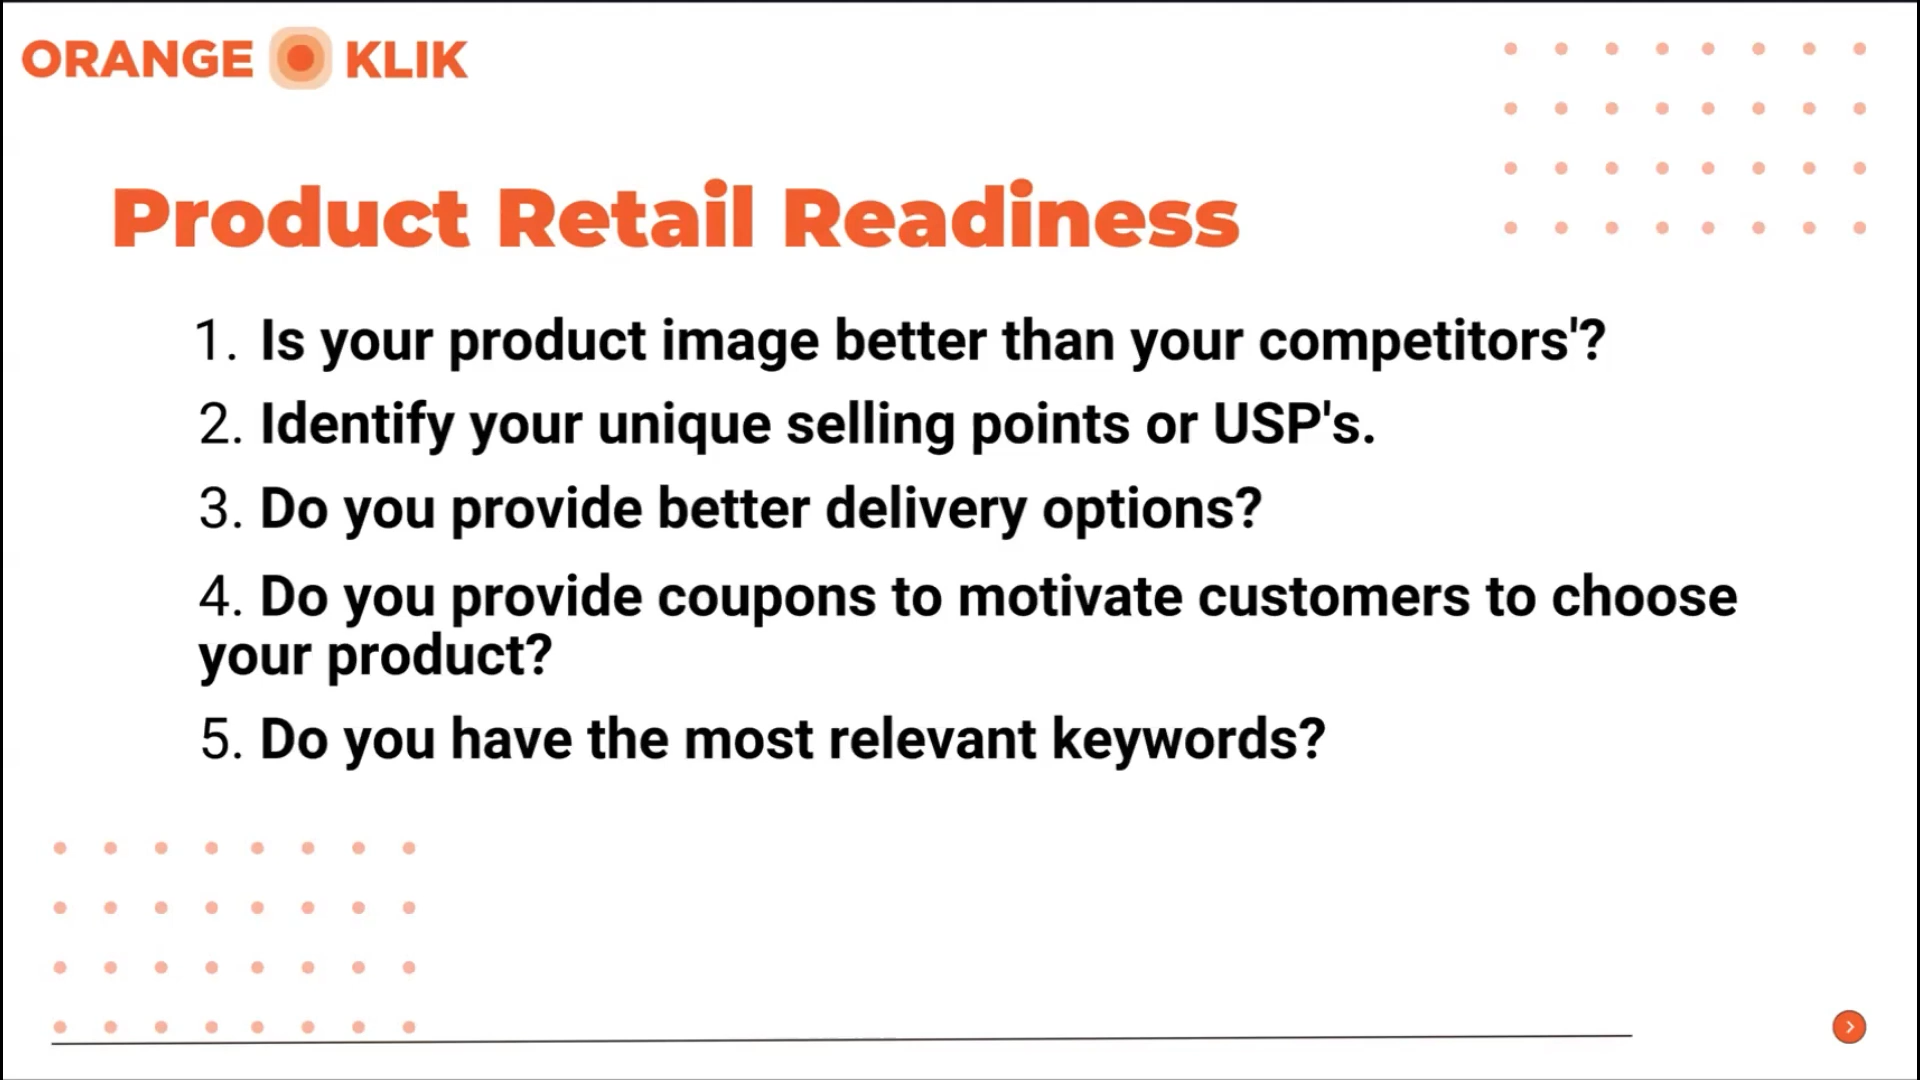 ORANGE KLIK
Product Retail Readiness
1. Is your product image better than your competitors'?
2. Identify your unique selling points or USP's.
3. Do you provide better delivery options?
4. Do you provide coupons to motivate customers to choose
your product?
5. Do you have the most relevant keywords?